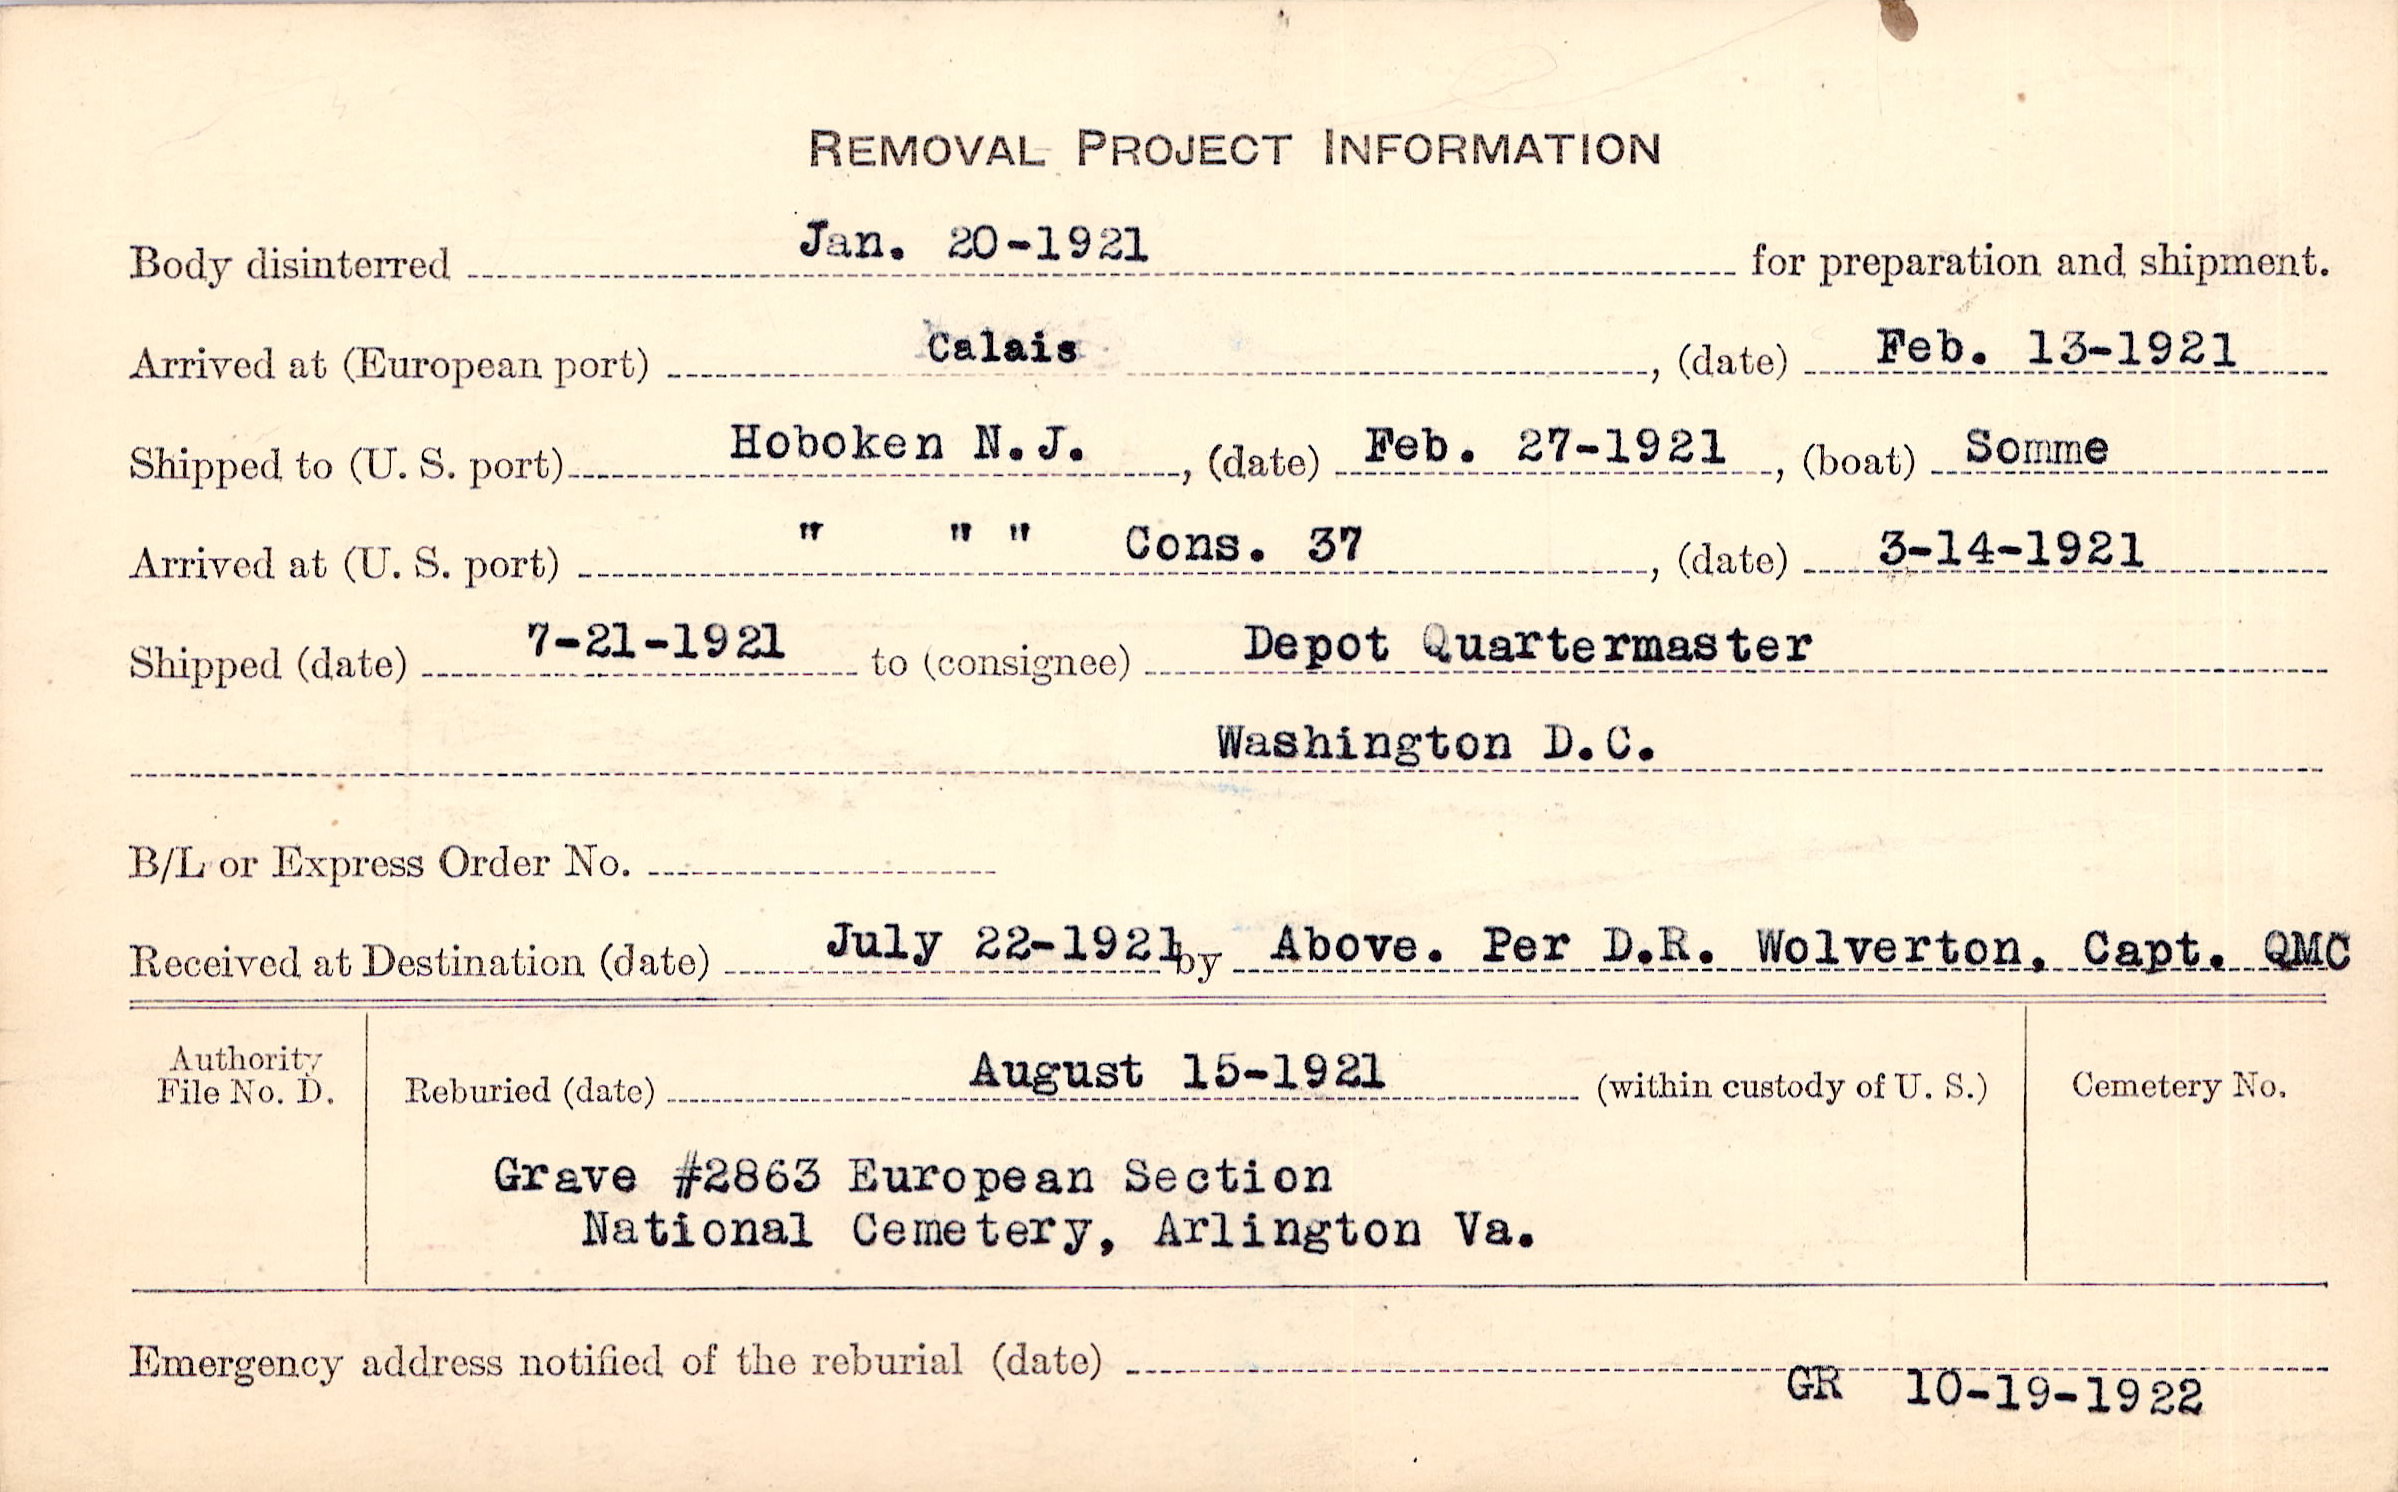 REMOVAL PROJECT INFORMATION
Body disinterred Jan. 20-1921 for preparation and shipment.
Arrived at (European port) Calais , (date) Feb. 13-1921
Shipped to (U. S. port) Hoboken N.J. , (date) Feb. 27-1921 , (boat) Somme
Arrived at (U. S. port) " " " Cons. 37 , (date) 3-14-1921
Shipped (date) 7-21-1921 to (consignee) Depot Quartermaster
Washington D.C.
B/L or Express Order No.
Received at Destination (date) July 22-1921 by Above. Per D.R. Wolverton, Capt. QMC
Authority
File No. D. Reburied (date) August 15-1921 (within custody of U. S.) Cemetery No.
Grave #2863 European Section
National Cemetery, Arlington Va.
Emergency address notified of the reburial (date)
GR 10-19-1922